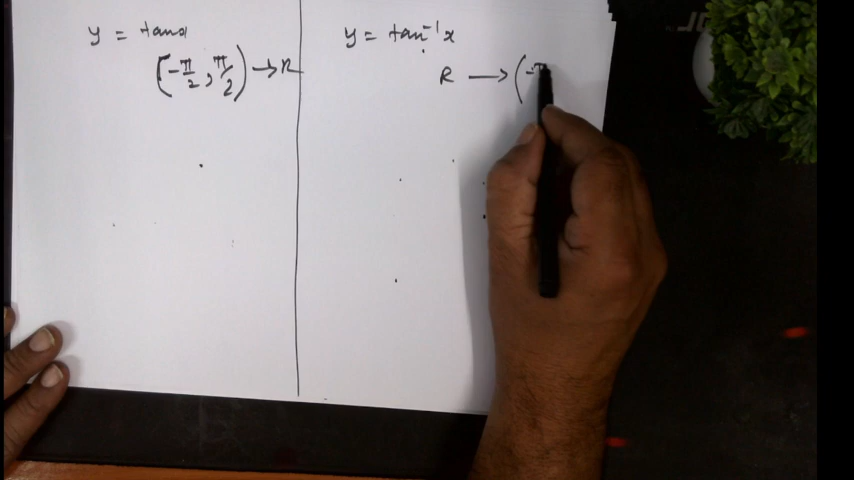 y = tanx
(-π/2, π/2) → R
y = tan⁻¹x
R → (-π